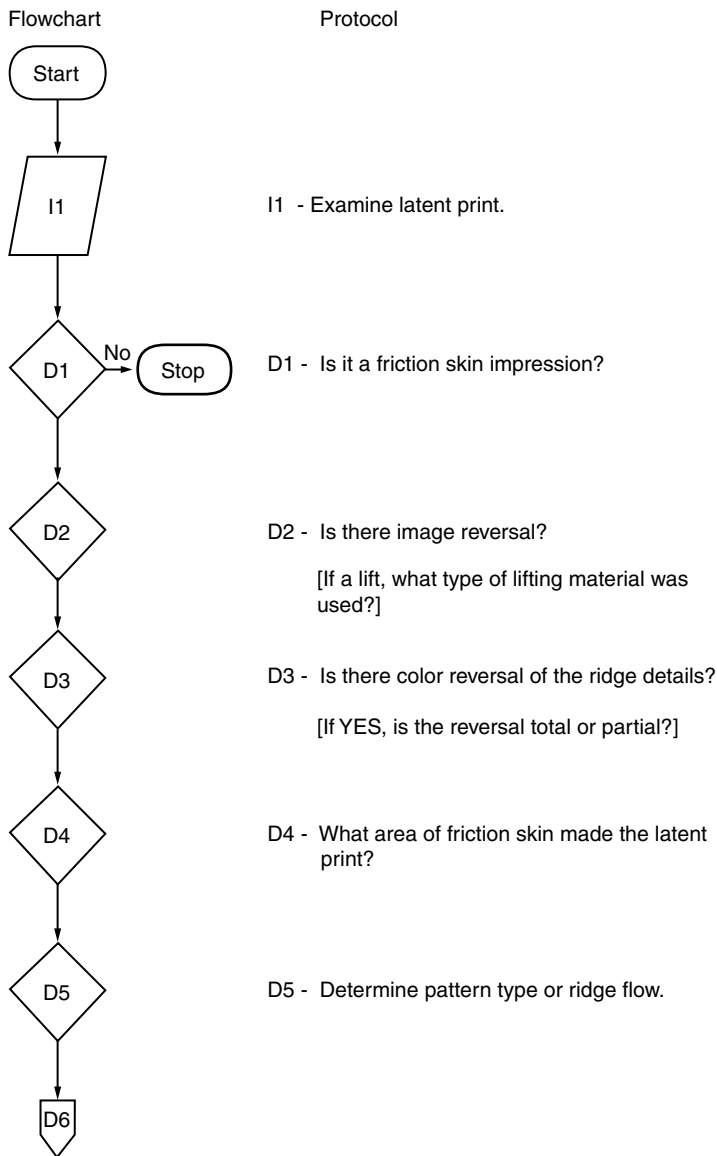 Flowchart Protocol
Start
I1
I1 - Examine latent print.
D1
No
Stop
D1 - Is it a friction skin impression?
D2
D2 - Is there image reversal?
[If a lift, what type of lifting material was
used?]
D3
D3 - Is there color reversal of the ridge details?
[If YES, is the reversal total or partial?]
D4
D4 - What area of friction skin made the latent
print?
D5
D5 - Determine pattern type or ridge flow.
D6